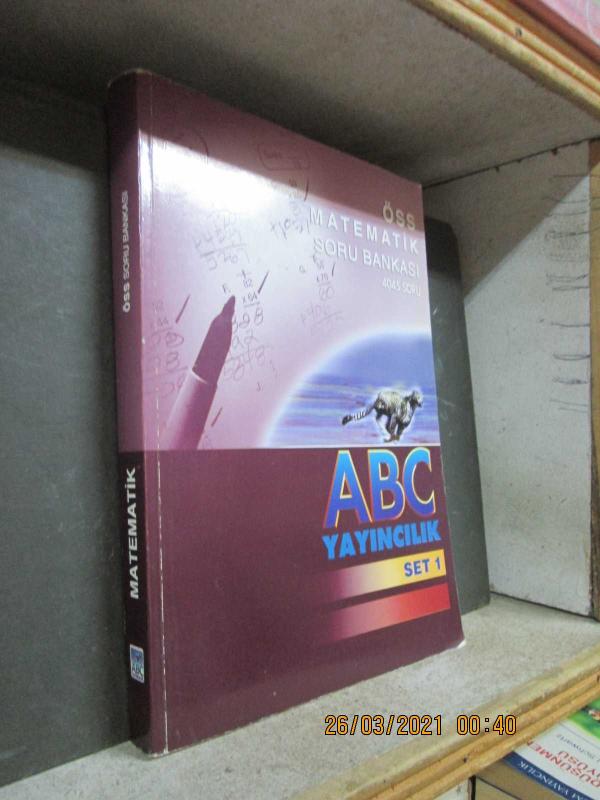 ÖSS
MATEMATİK
SORU BANKASI
4045 SORU
ABC
YAYINCILIK
SET 1
ÖSS SORU BANKASI
MATEMATİK
ABC
26/03/2021 00:40